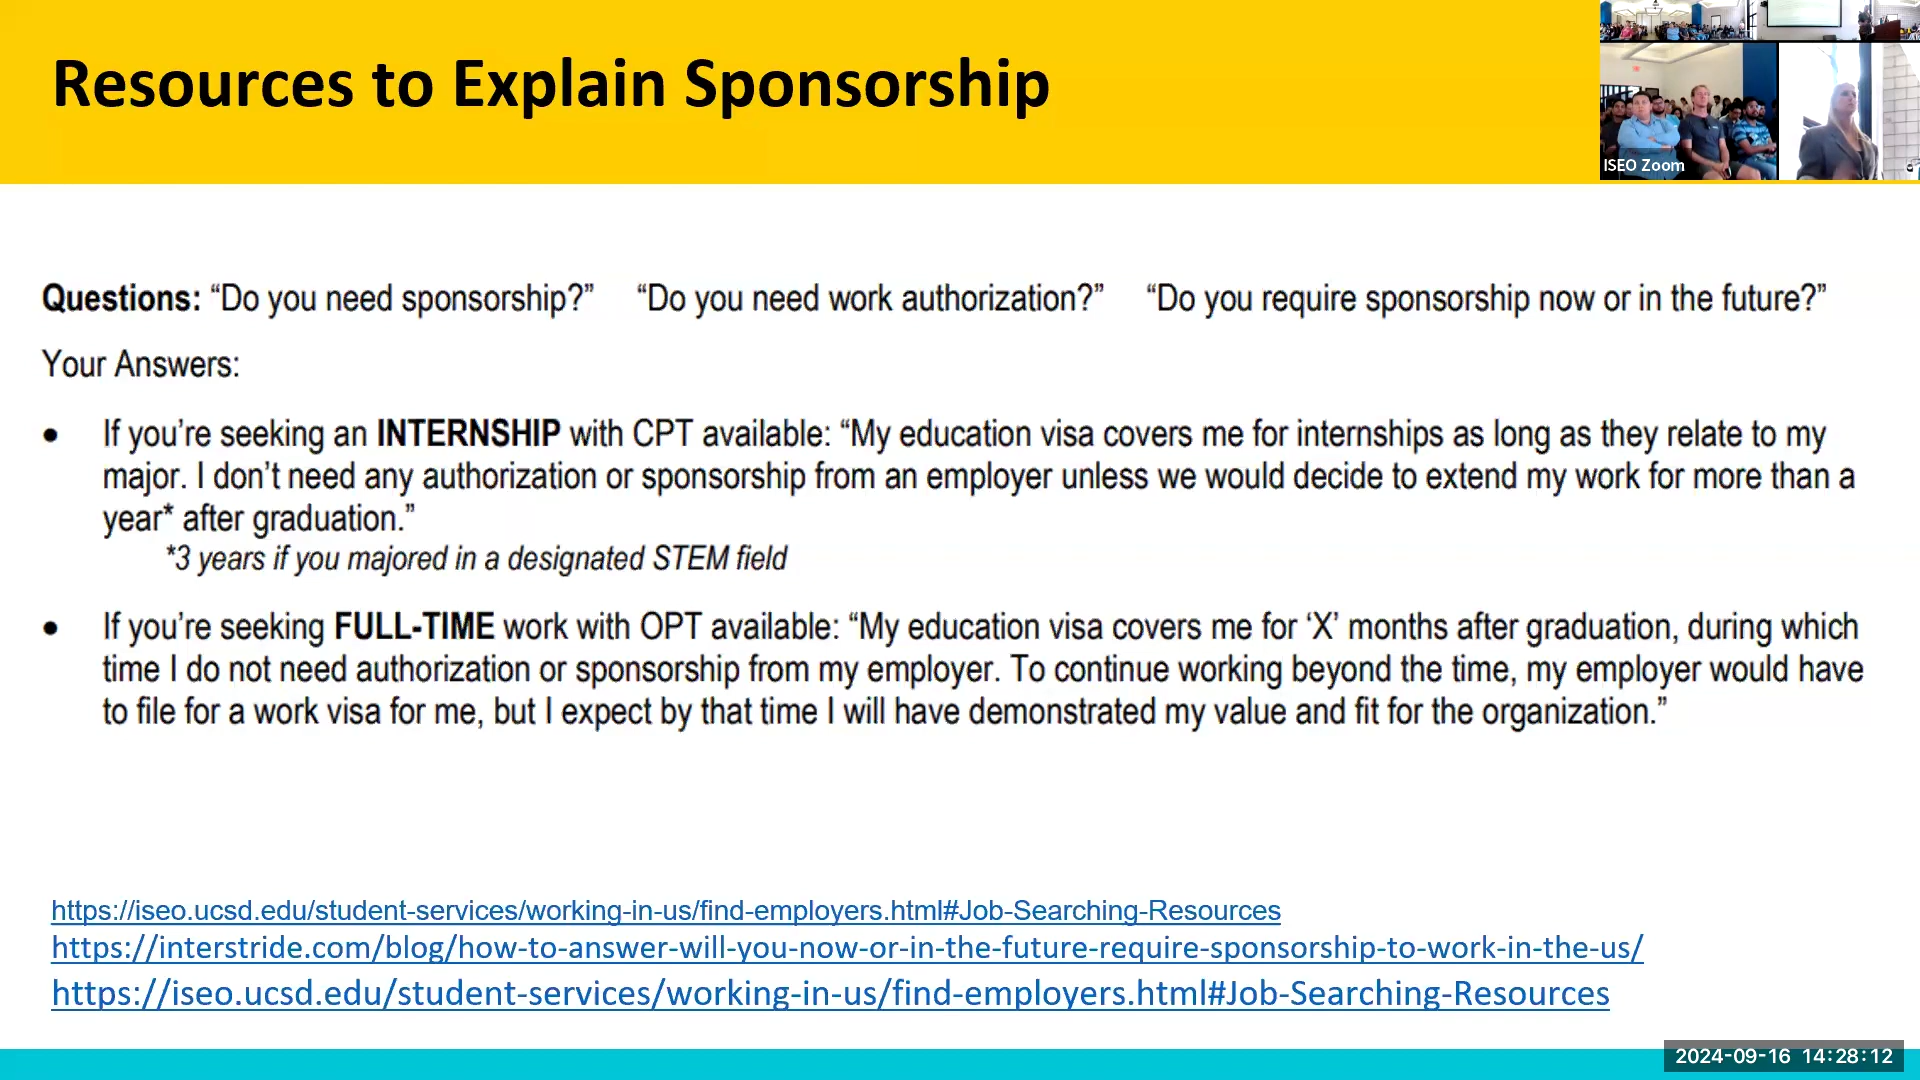 Resources to Explain Sponsorship
ISEO Zoom
Questions: “Do you need sponsorship?” “Do you need work authorization?” “Do you require sponsorship now or in the future?”
Your Answers:
• If you’re seeking an INTERNSHIP with CPT available: “My education visa covers me for internships as long as they relate to my
major. I don’t need any authorization or sponsorship from an employer unless we would decide to extend my work for more than a
year* after graduation.”
*3 years if you majored in a designated STEM field
• If you’re seeking FULL-TIME work with OPT available: “My education visa covers me for ‘X’ months after graduation, during which
time I do not need authorization or sponsorship from my employer. To continue working beyond the time, my employer would have
to file for a work visa for me, but I expect by that time I will have demonstrated my value and fit for the organization.”
https://iseo.ucsd.edu/student-services/working-in-us/find-employers.html#Job-Searching-Resources
https://interstride.com/blog/how-to-answer-will-you-now-or-in-the-future-require-sponsorship-to-work-in-the-us/
https://iseo.ucsd.edu/student-services/working-in-us/find-employers.html#Job-Searching-Resources
2024-09-16 14:28:12